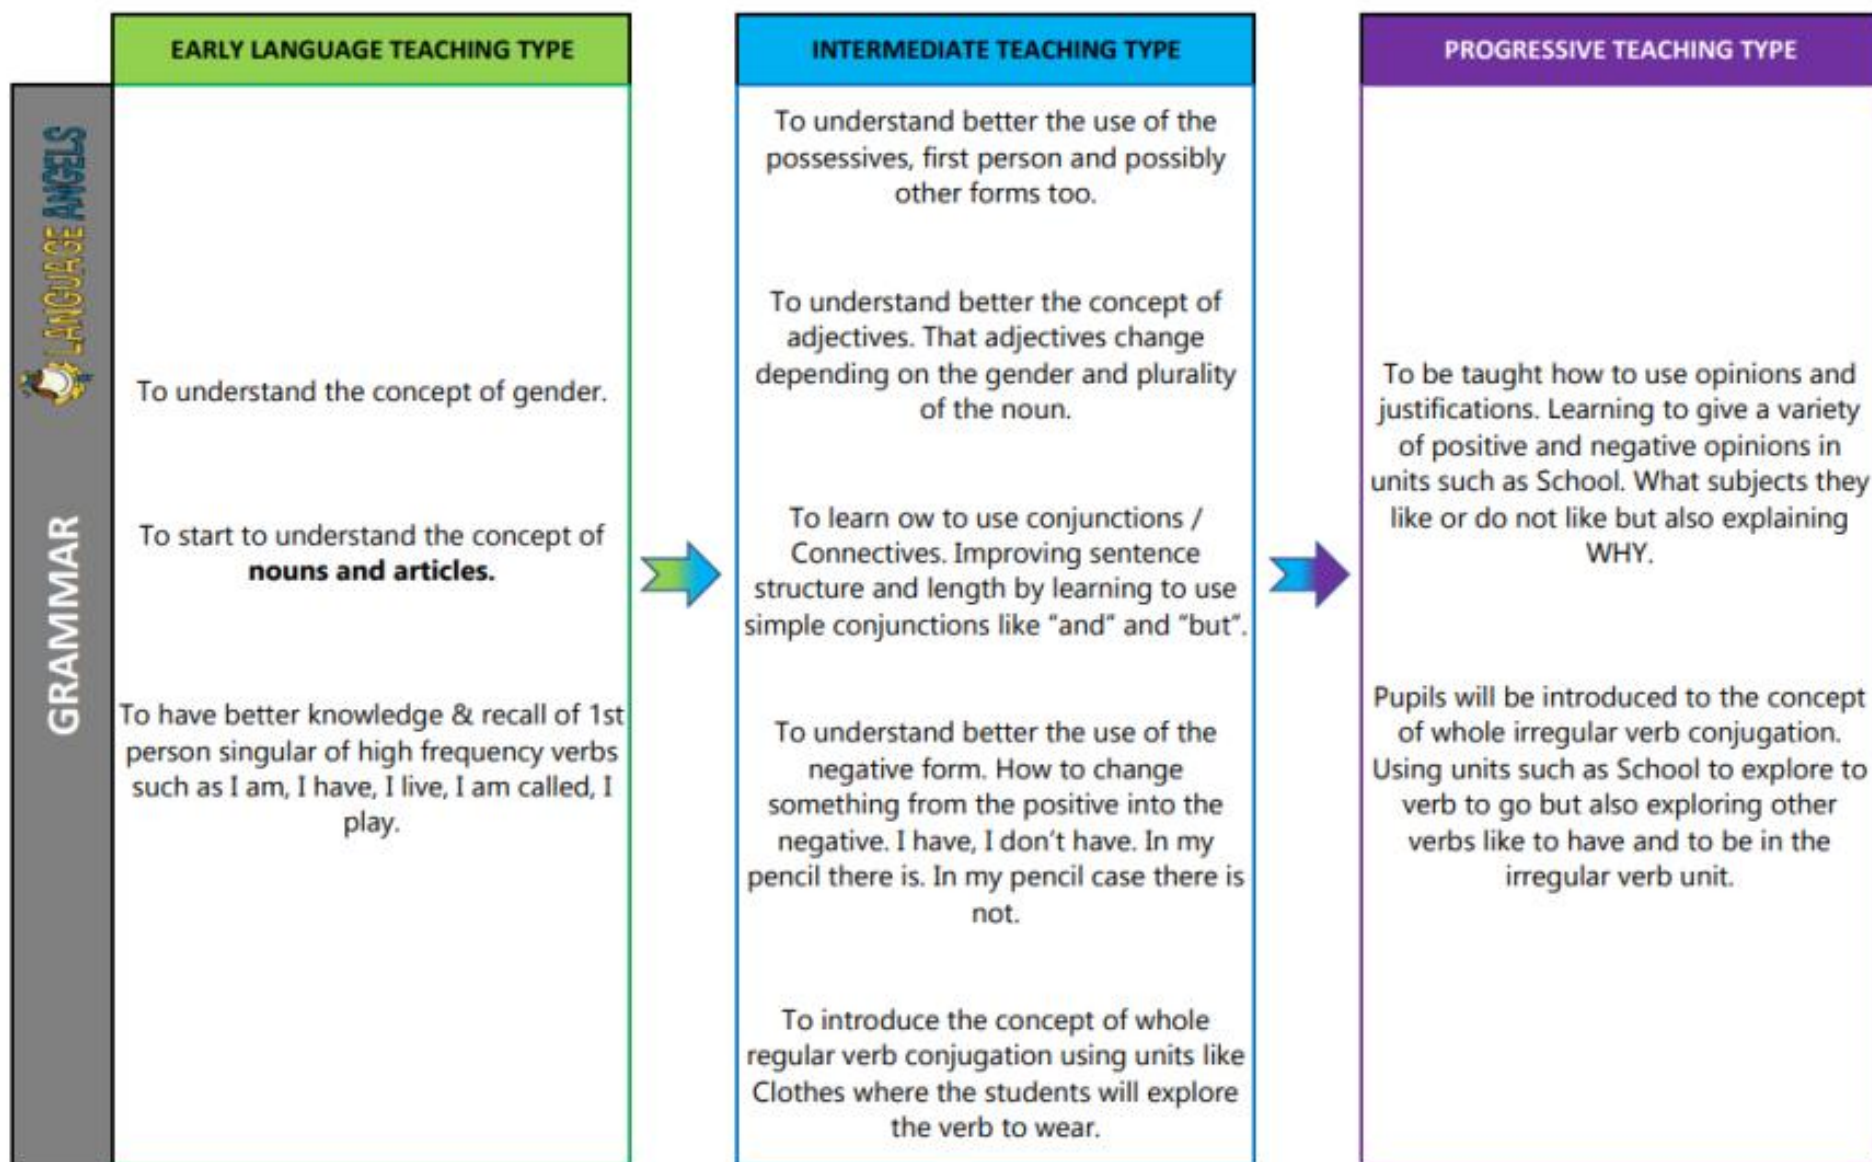 EARLY LANGUAGE TEACHING TYPE
INTERMEDIATE TEACHING TYPE
PROGRESSIVE TEACHING TYPE
LANGUAGE ANGELS
GRAMMAR
To understand the concept of gender.
To start to understand the concept of
nouns and articles.
To have better knowledge & recall of 1st
person singular of high frequency verbs
such as I am, I have, I live, I am called, I
play.
To understand better the use of the
possessives, first person and possibly
other forms too.
To understand better the concept of
adjectives. That adjectives change
depending on the gender and plurality
of the noun.
To learn ow to use conjunctions /
Connectives. Improving sentence
structure and length by learning to use
simple conjunctions like “and” and “but”.
To understand better the use of the
negative form. How to change
something from the positive into the
negative. I have, I don’t have. In my
pencil there is. In my pencil case there is
not.
To introduce the concept of whole
regular verb conjugation using units like
Clothes where the students will explore
the verb to wear.
To be taught how to use opinions and
justifications. Learning to give a variety
of positive and negative opinions in
units such as School. What subjects they
like or do not like but also explaining
WHY.
Pupils will be introduced to the concept
of whole irregular verb conjugation.
Using units such as School to explore to
verb to go but also exploring other
verbs like to have and to be in the
irregular verb unit.